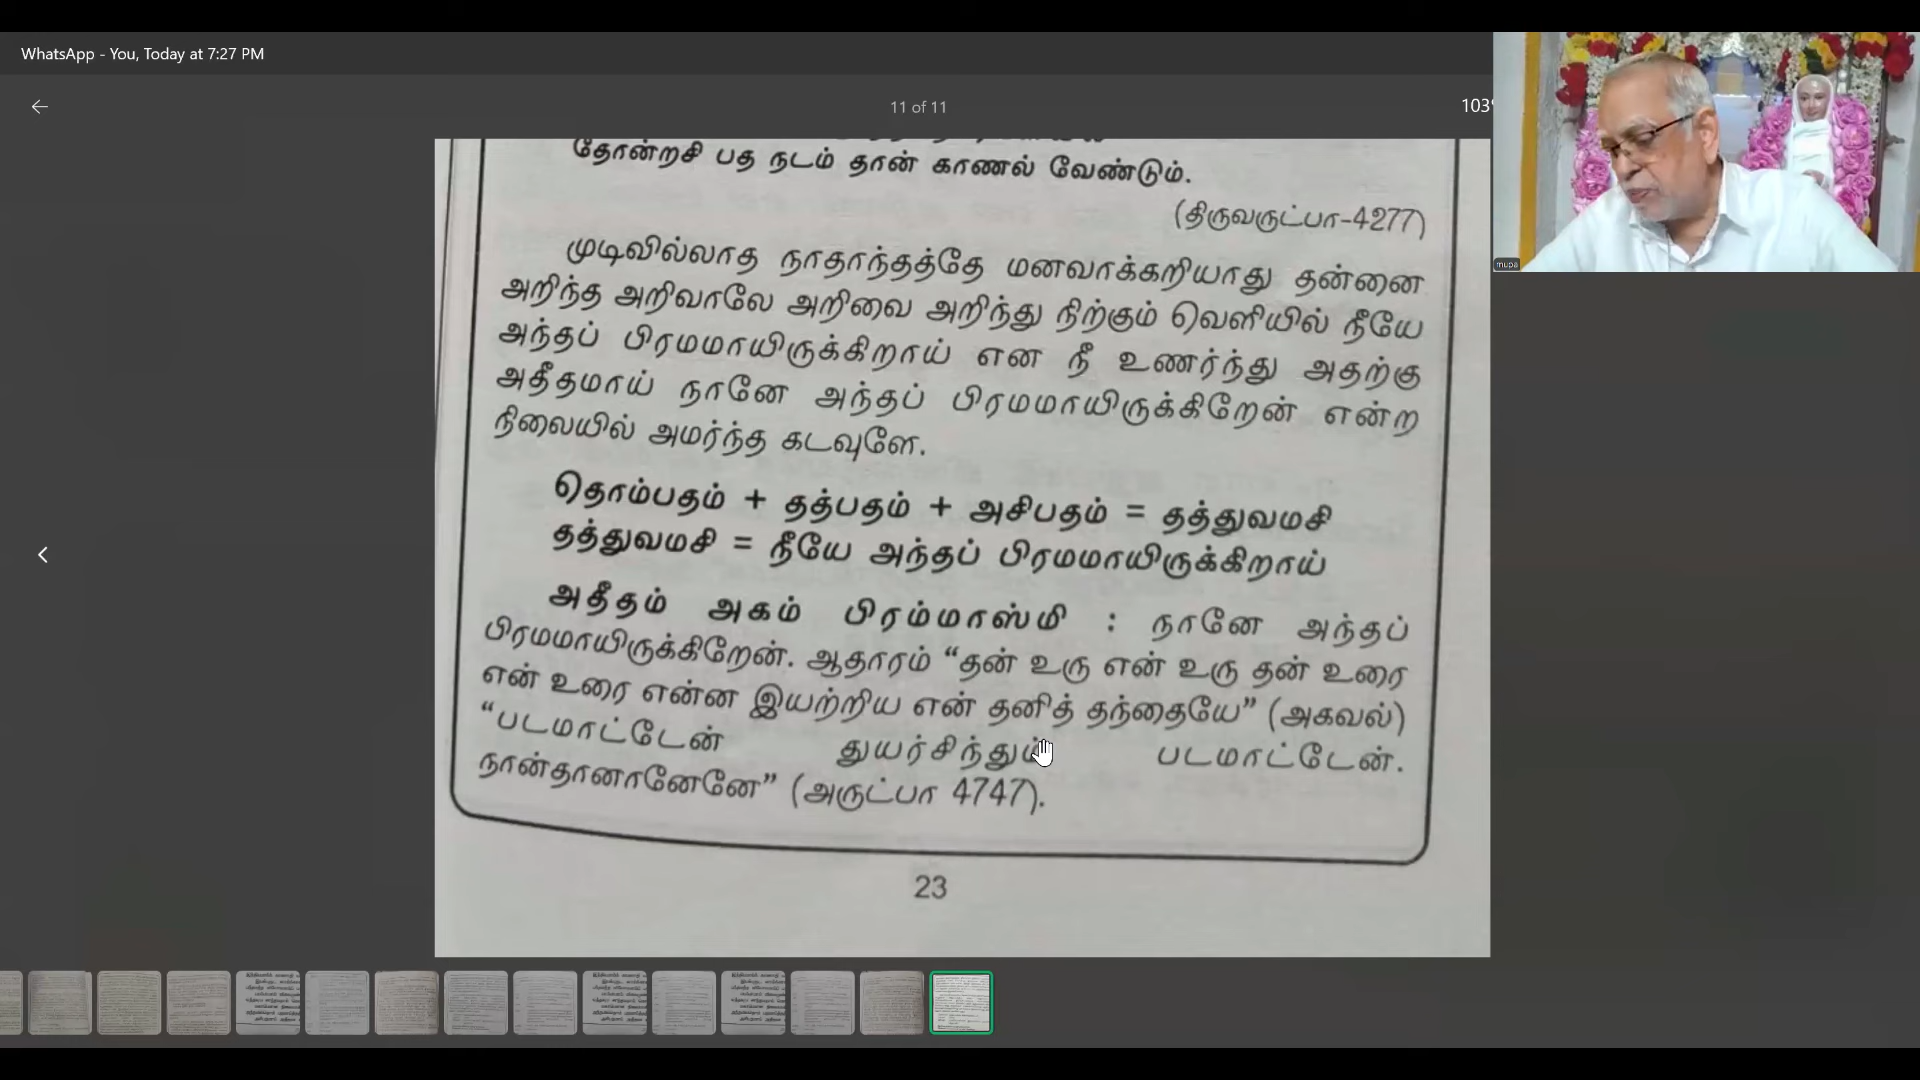 WhatsApp - You, Today at 7:27 PM
11 of 11
103%
mupa
தோன்றசி பத நடம் தான் காணல் வேண்டும்.
(திருவருட்பா-4277)
முடிவில்லாத நாதாந்தத்தே மனவாக்கறியாது தன்னை
அறிந்த அறிவாலே அறிவை அறிந்து நிற்கும் வெளியில் நீயே
அந்தப் பிரமமாயிருக்கிறாய் என நீ உணர்ந்து அதற்கு
அதீதமாய் நானே அந்தப் பிரமமாயிருக்கிறேன் என்ற
நிலையில் அமர்ந்த கடவுளே.
தொம்பதம் + தத்பதம் + அசிபதம் = தத்துவமசி
தத்துவமசி = நீயே அந்தப் பிரமமாயிருக்கிறாய்
அதீதம் அகம் பிரம்மாஸ்மி : நானே அந்தப்
பிரமமாயிருக்கிறேன். ஆதாரம் “தன் உரு என் உரு தன் உரை
என் உரை என்ன இயற்றிய என் தனித் தந்தையே” (அகவல்)
“படமாட்டேன் துயர்சிந்தும் படமாட்டேன்.
நான்தானானேனே” (அருட்பா 4747).
23